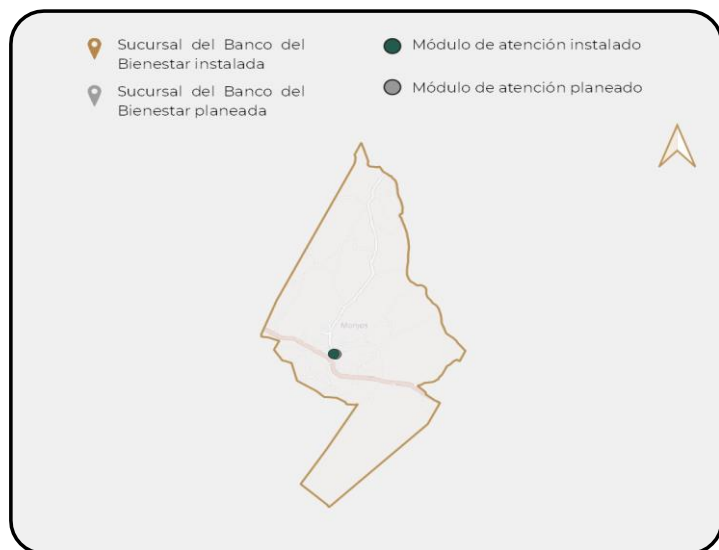 Sucursal del Banco del
Bienestar instalada
Sucursal del Banco del
Bienestar planeada
Módulo de atención instalado
Módulo de atención planeado